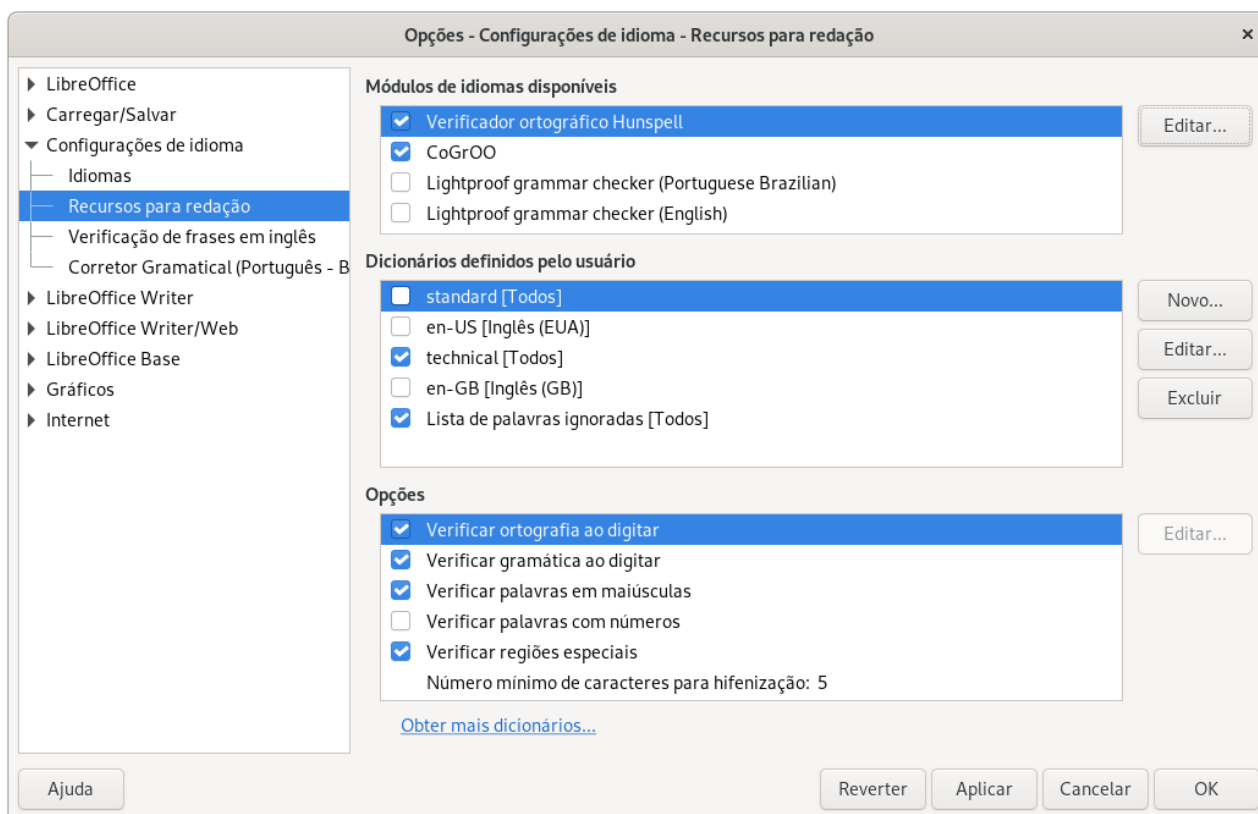 Opções - Configurações de idioma - Recursos para redação ×
LibreOffice
Carregar/Salvar
Configurações de idioma
Idiomas
Recursos para redação
Verificação de frases em inglês
Corretor Gramatical (Português - B
LibreOffice Writer
LibreOffice Writer/Web
LibreOffice Base
Gráficos
Internet
Módulos de idiomas disponíveis
Verificador ortográfico Hunspell
CoGrOO
Lightproof grammar checker (Portuguese Brazilian)
Lightproof grammar checker (English)
Editar...
Dicionários definidos pelo usuário
standard [Todos]
en-US [Inglês (EUA)]
technical [Todos]
en-GB [Inglês (GB)]
Lista de palavras ignoradas [Todos]
Novo...
Editar...
Excluir
Opções
Verificar ortografia ao digitar
Verificar gramática ao digitar
Verificar palavras em maiúsculas
Verificar palavras com números
Verificar regiões especiais
Número mínimo de caracteres para hifenização: 5
Editar...
Obter mais dicionários...
Ajuda
Reverter
Aplicar
Cancelar
OK